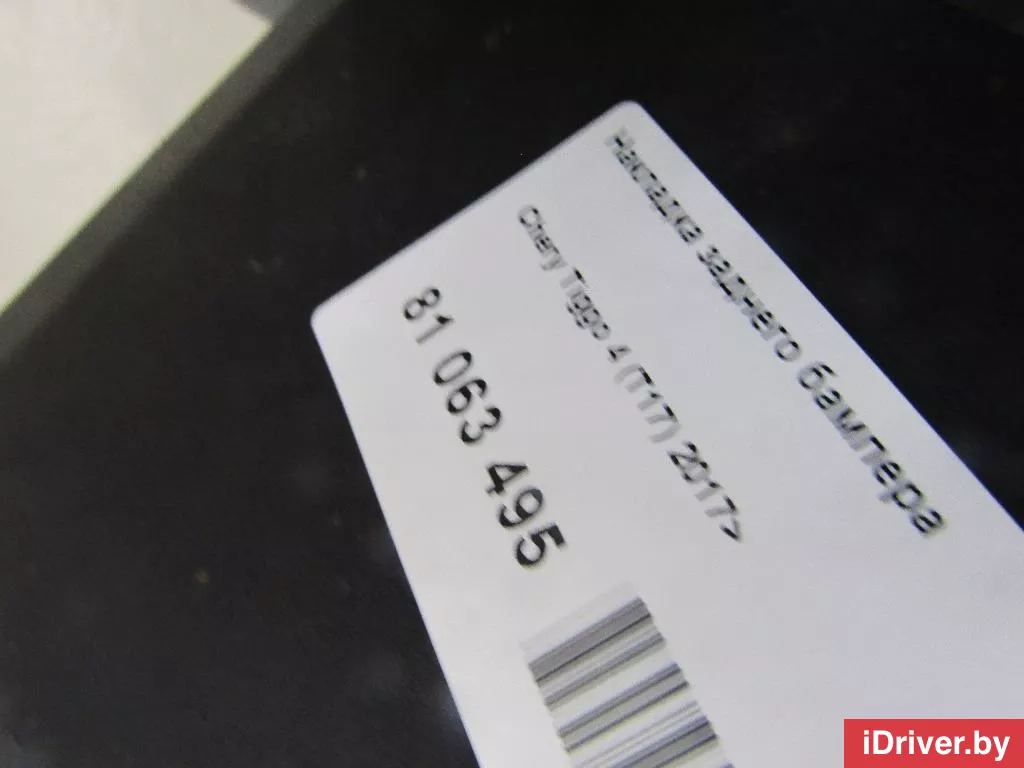 Накладка заднего бампера
Chery Tiggo 4 (T17) 2017>
81 063 495
iDriver.by